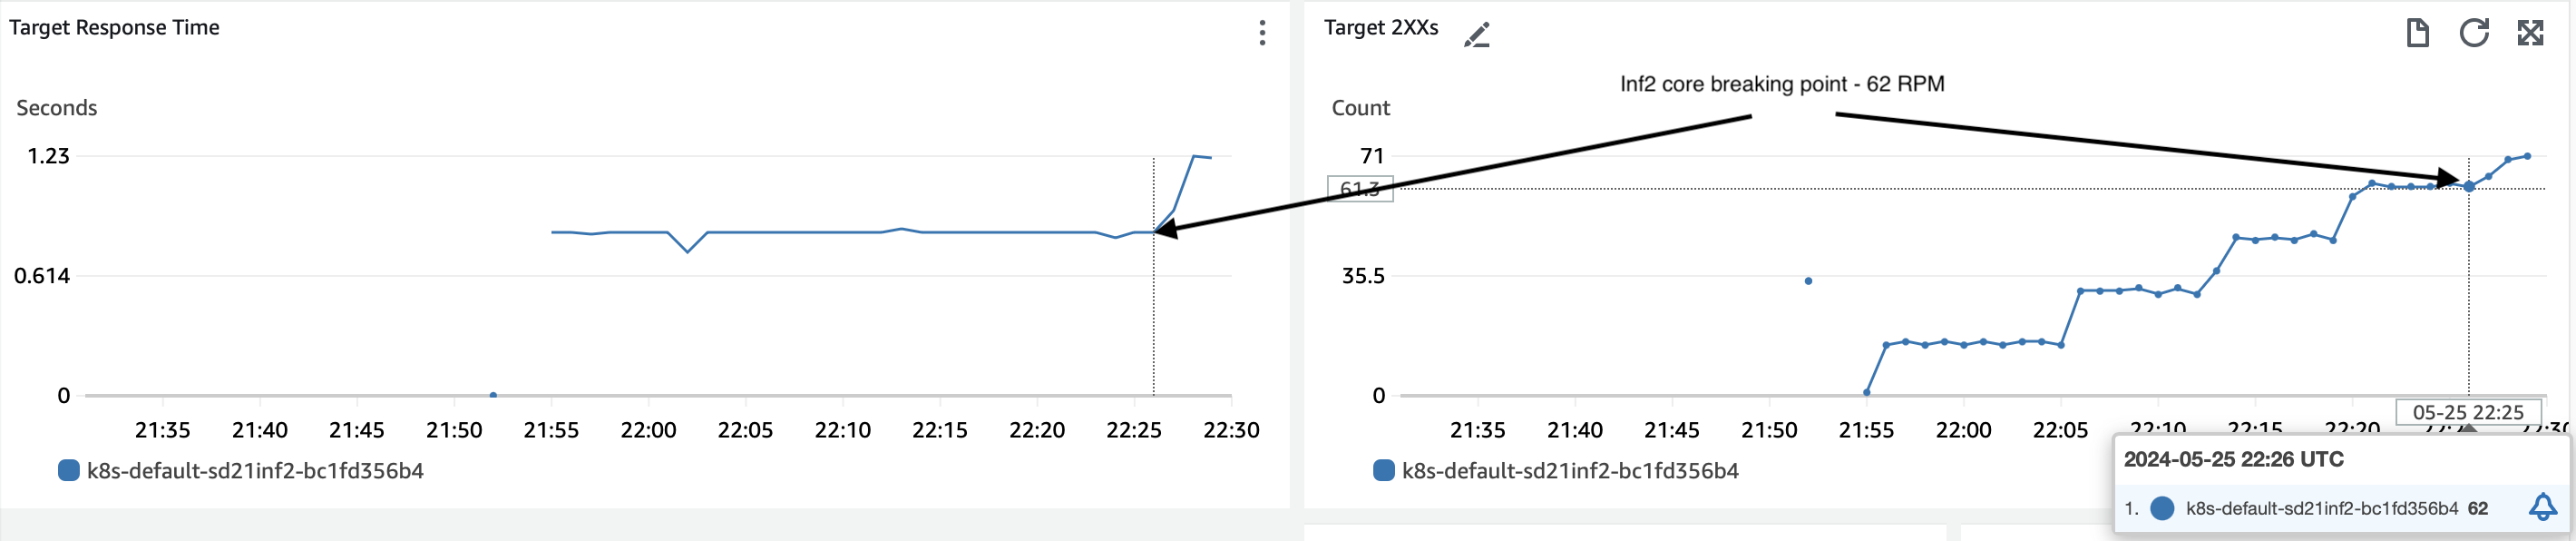 Target Response Time
Seconds
1.23
0.614
0
21:35 21:40 21:45 21:50 21:55 22:00 22:05 22:10 22:15 22:20 22:25 22:30
k8s-default-sd21inf2-bc1fd356b4
Target 2XXs
Inf2 core breaking point - 62 RPM
Count
71
61.3
35.5
0
05-25 22:25
21:35 21:40 21:45 21:50 21:55 22:00 22:05 22:10 22:15 22:20
k8s-default-sd21inf2-bc1fd356b4
2024-05-25 22:26 UTC
1. k8s-default-sd21inf2-bc1fd356b4 62